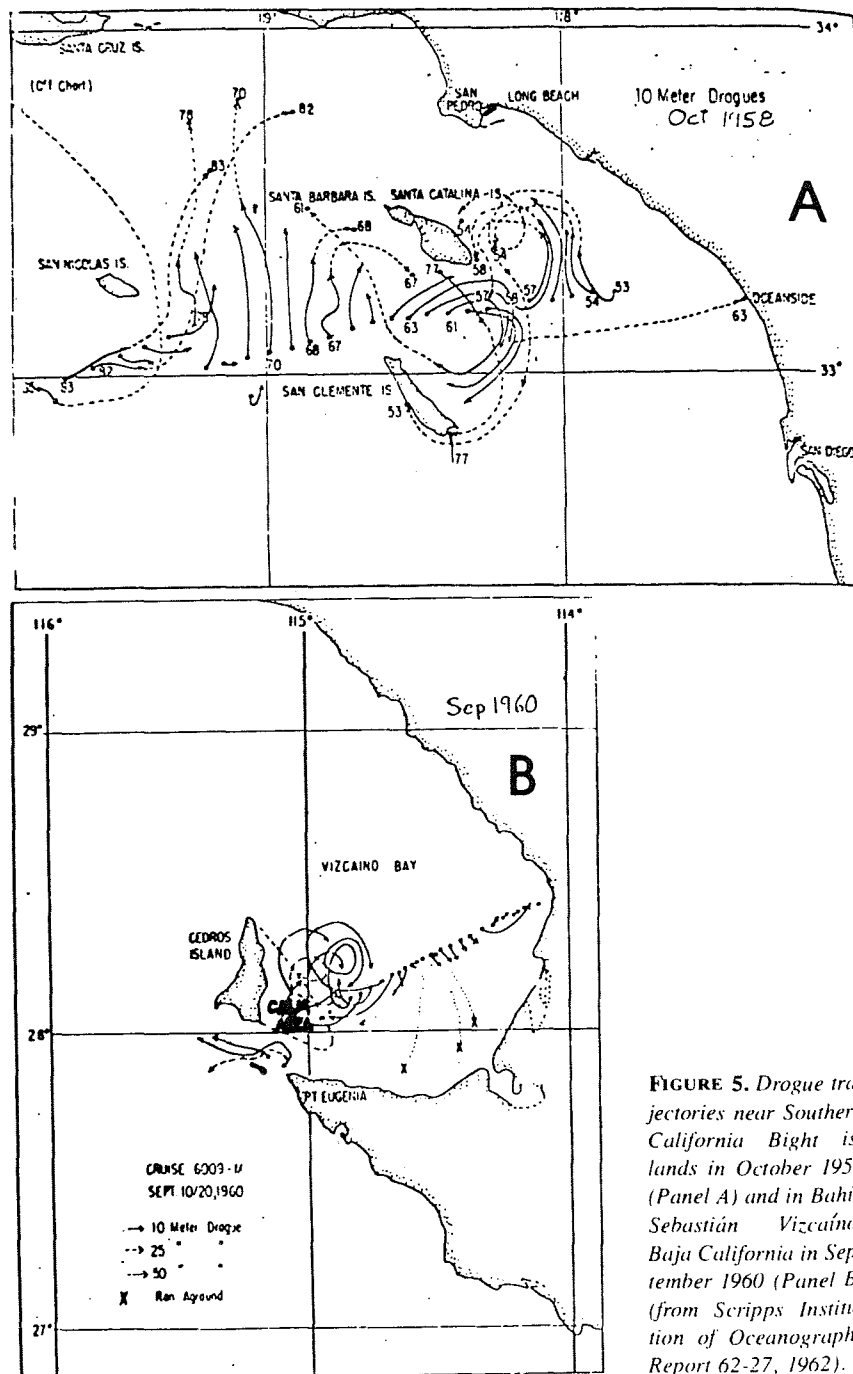 34°
118°
SANTA CRUZ IS.
(Off Chart)
78
70
82
83
SAN PEDRO
LONG BEACH
10 Meter Drogues
Oct 1958
A
SANTA BARBARA IS.
SANTA CATALINA IS
61
68
54
54
58
SAN NICOLAS IS.
67
77
57
57
58
54
53
OCEANSIDE
63
63
61
68
67
70
93
92
33°
SAN CLEMENTE IS
53
77
SAN DIEGO
116°
115°
114°
Sep 1960
29°
B
VIZCAINO BAY
CEDROS
ISLAND
CALM
AREA
28°
PT EUGENIA
CRUISE 6009-
SEPT. 10/20,1960
10 Meter Drogue
25 " "
50 " "
X Ran Aground
27°
FIGURE 5. Drogue tra
jectories near Souther
California Bight is
lands in October 195
(Panel A) and in Bahí
Sebastián Vizcaíno
Baja California in Sep
tember 1960 (Panel B
(from Scripps Institu
tion of Oceanograph
Report 62-27, 1962).